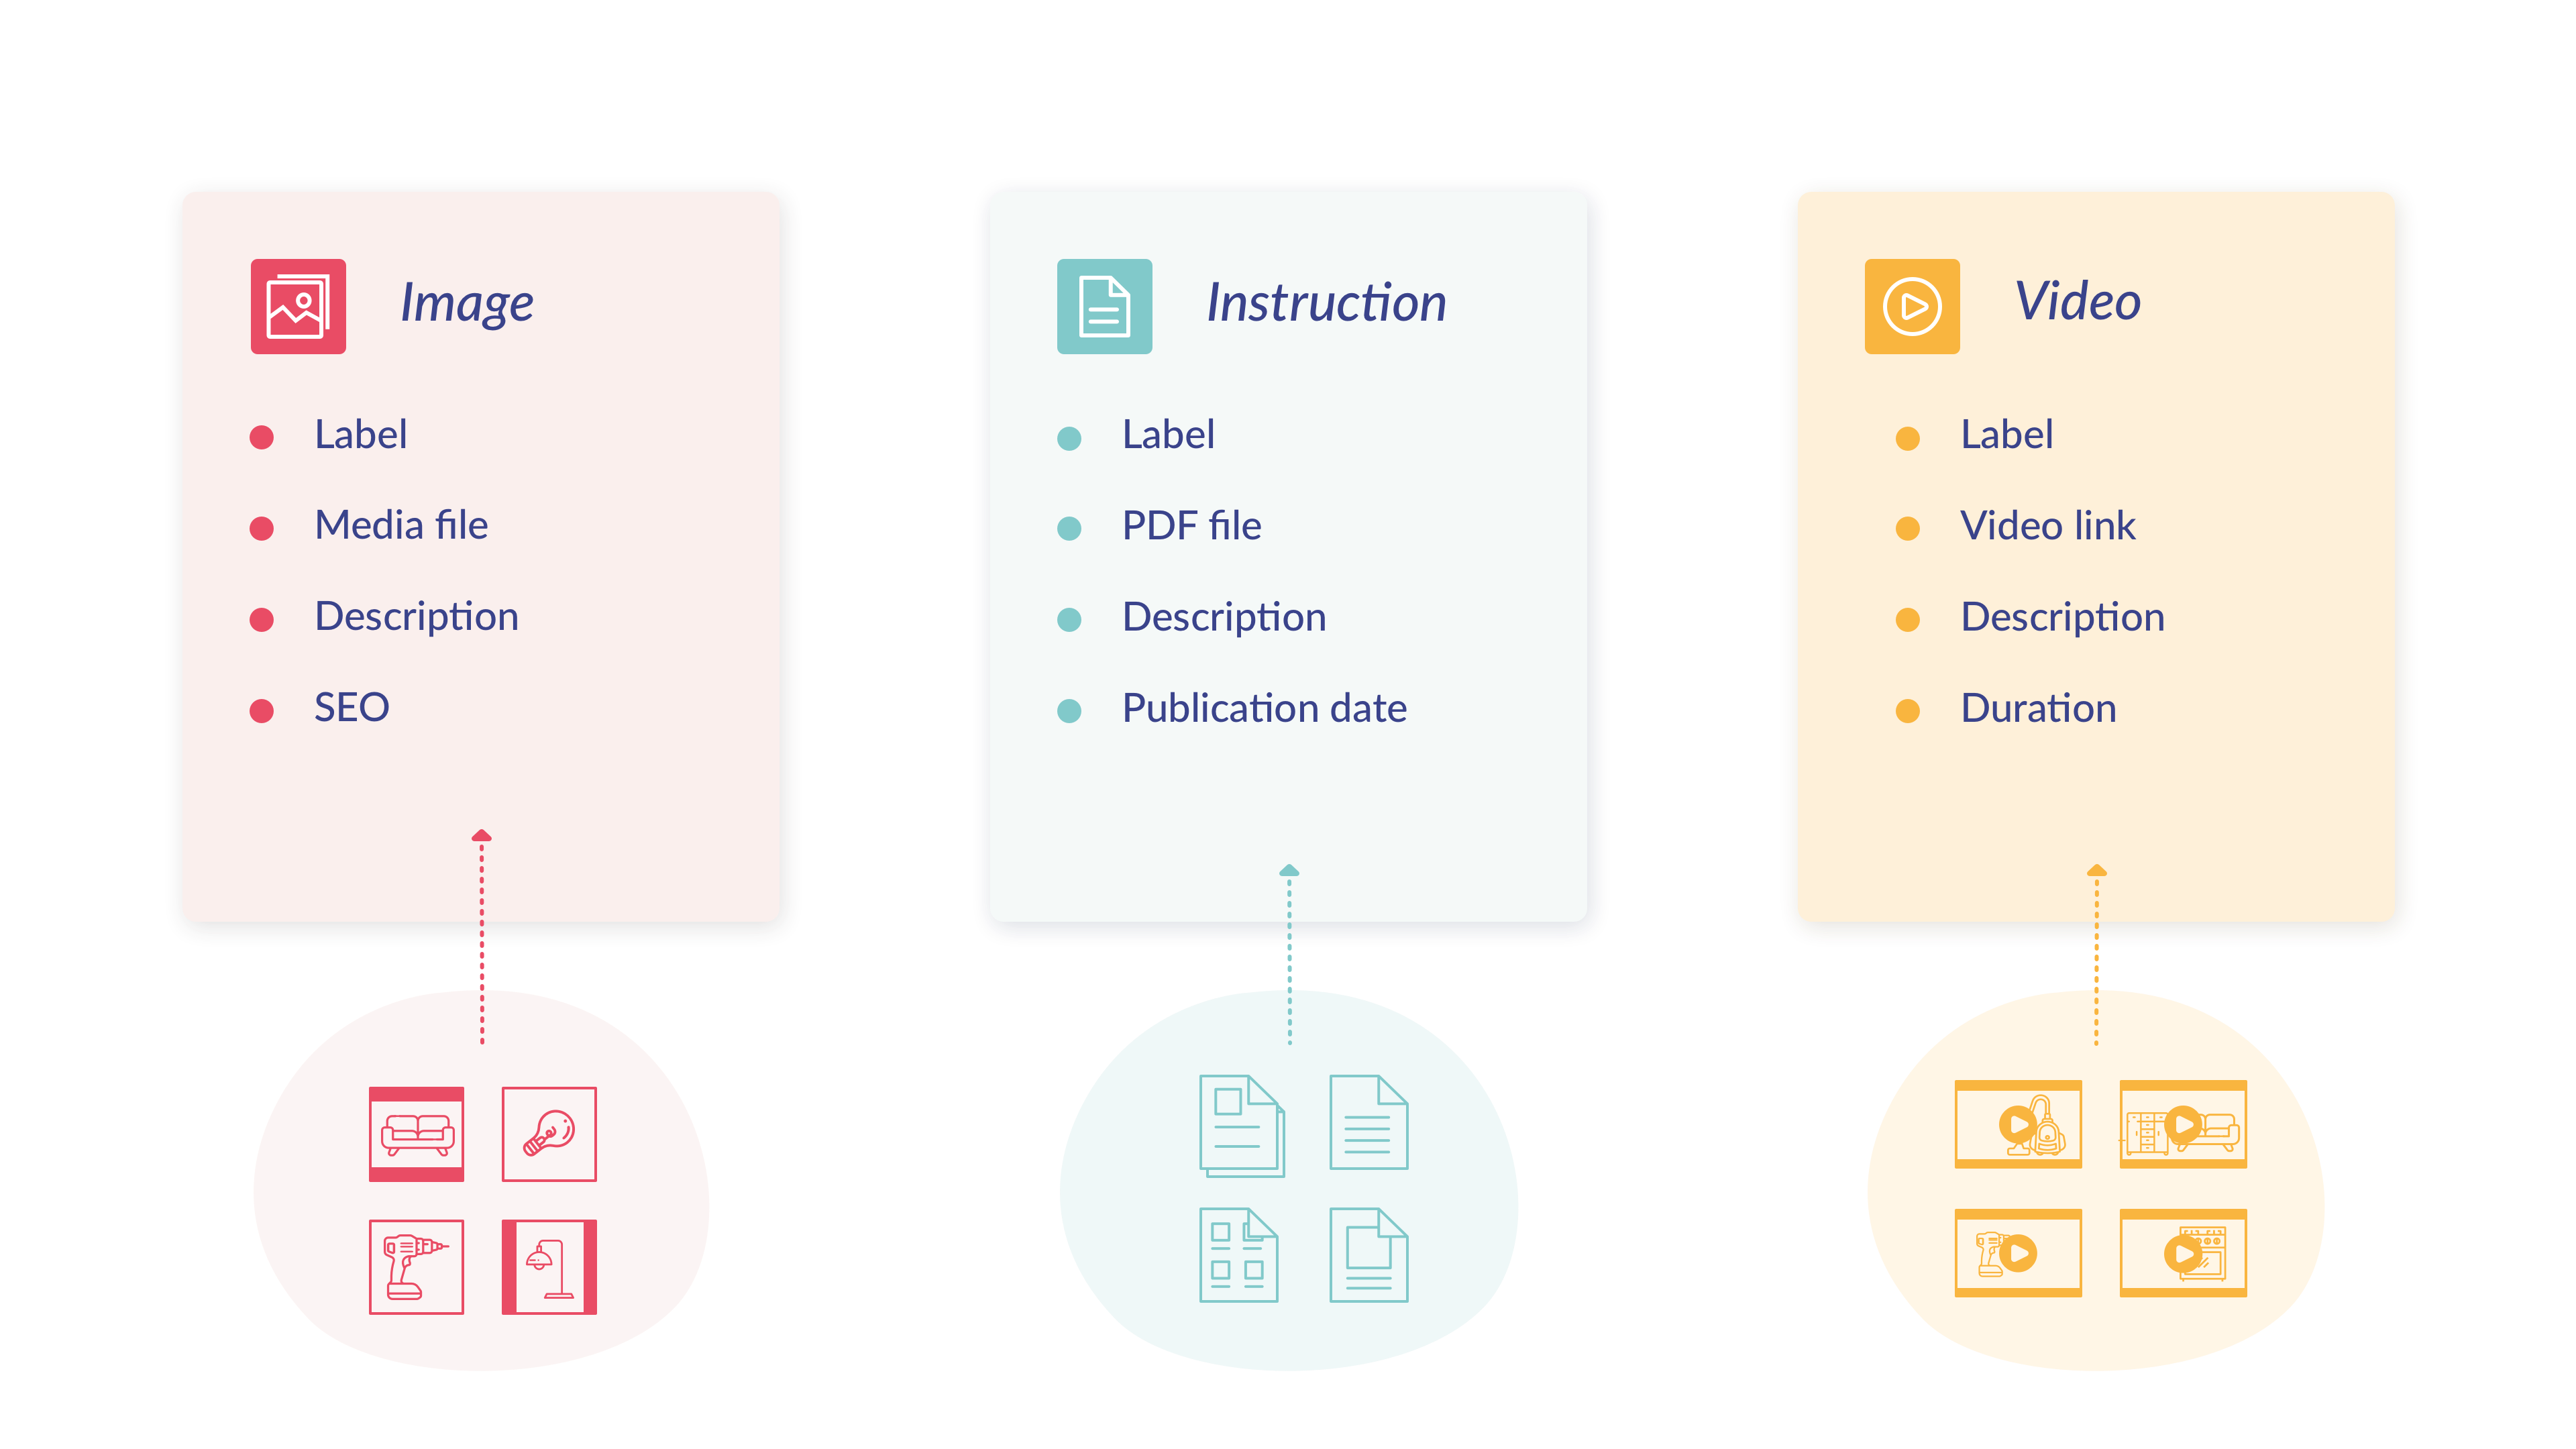 Image
Label
Media file
Description
SEO
Instruction
Label
PDF file
Description
Publication date
Video
Label
Video link
Description
Duration